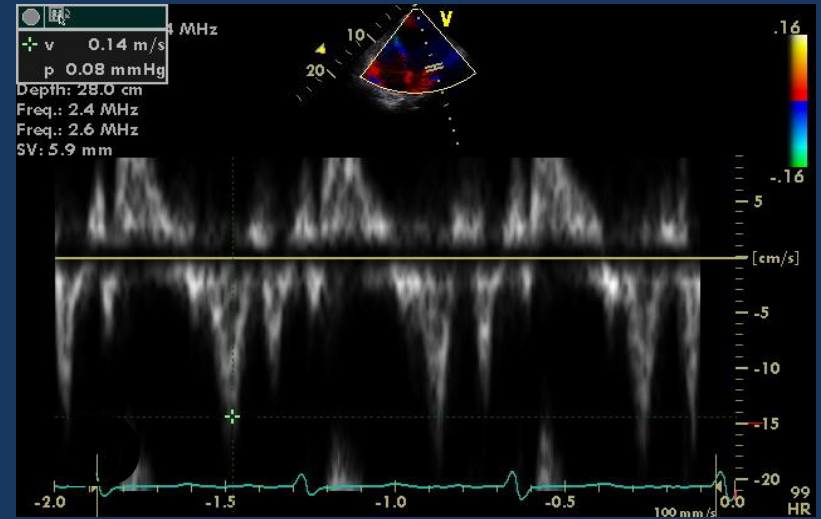 4 MHz
v 0.14 m/s
p 0.08 mmHg
Depth: 28.0 cm
Freq.: 2.4 MHz
Freq.: 2.6 MHz
SV: 5.9 mm
10
20
V
.16
-.16
5
[cm/s]
-5
-10
-15
-20
-2.0
-1.5
-1.0
-0.5
0.0
100 mm/s
99
HR